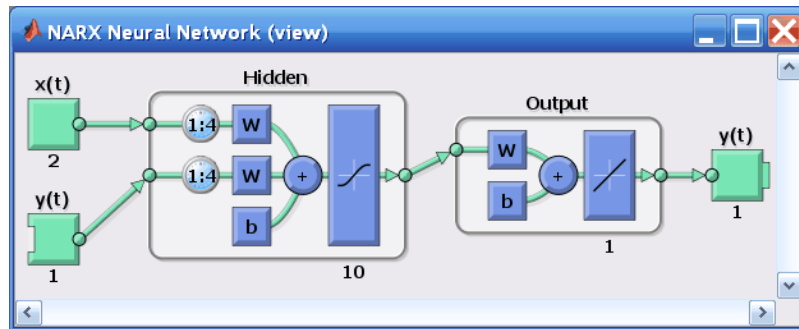 NARX Neural Network (view)
Hidden
x(t)
2
1:4
W
y(t)
1
1:4
W
b
+
10
Output
W
b
+
1
y(t)
1